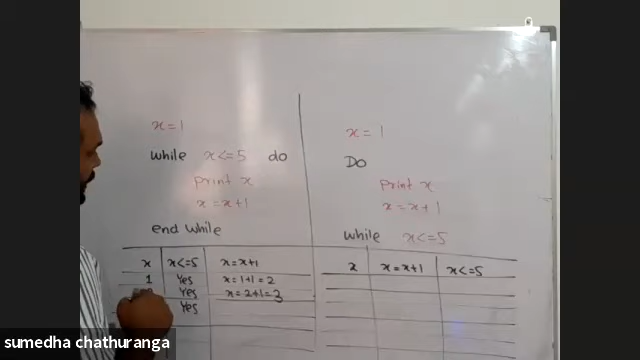 x=1
while x<=5 do
print x
x=x+1
end while
x x<=5 x=x+1
1 Yes x=1+1=2
Yes x=2+1=3
Yes
x=1
DO
print x
x=x+1
while x<=5
x x=x+1 x<=5
sumedha chathuranga